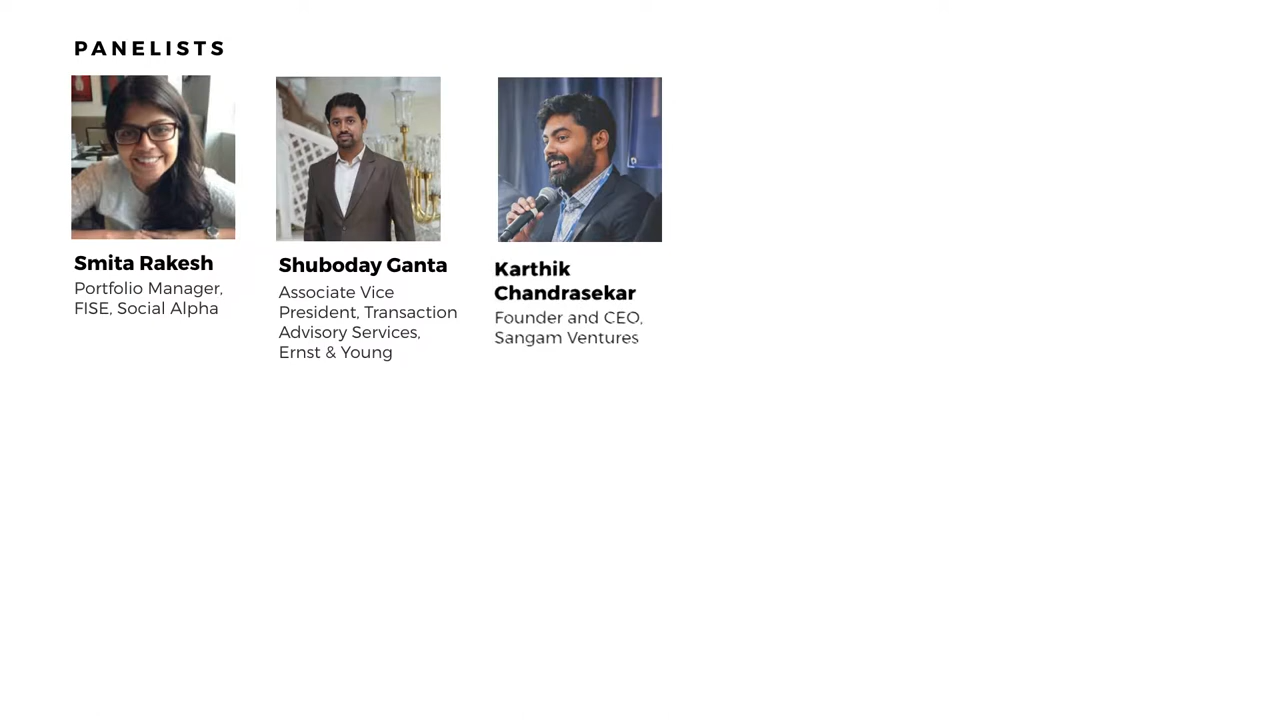 PANELISTS
Smita Rakesh
Portfolio Manager,
FISE, Social Alpha
Shuboday Ganta
Associate Vice
President, Transaction
Advisory Services,
Ernst & Young
Karthik
Chandrasekar
Founder and CEO,
Sangam Ventures